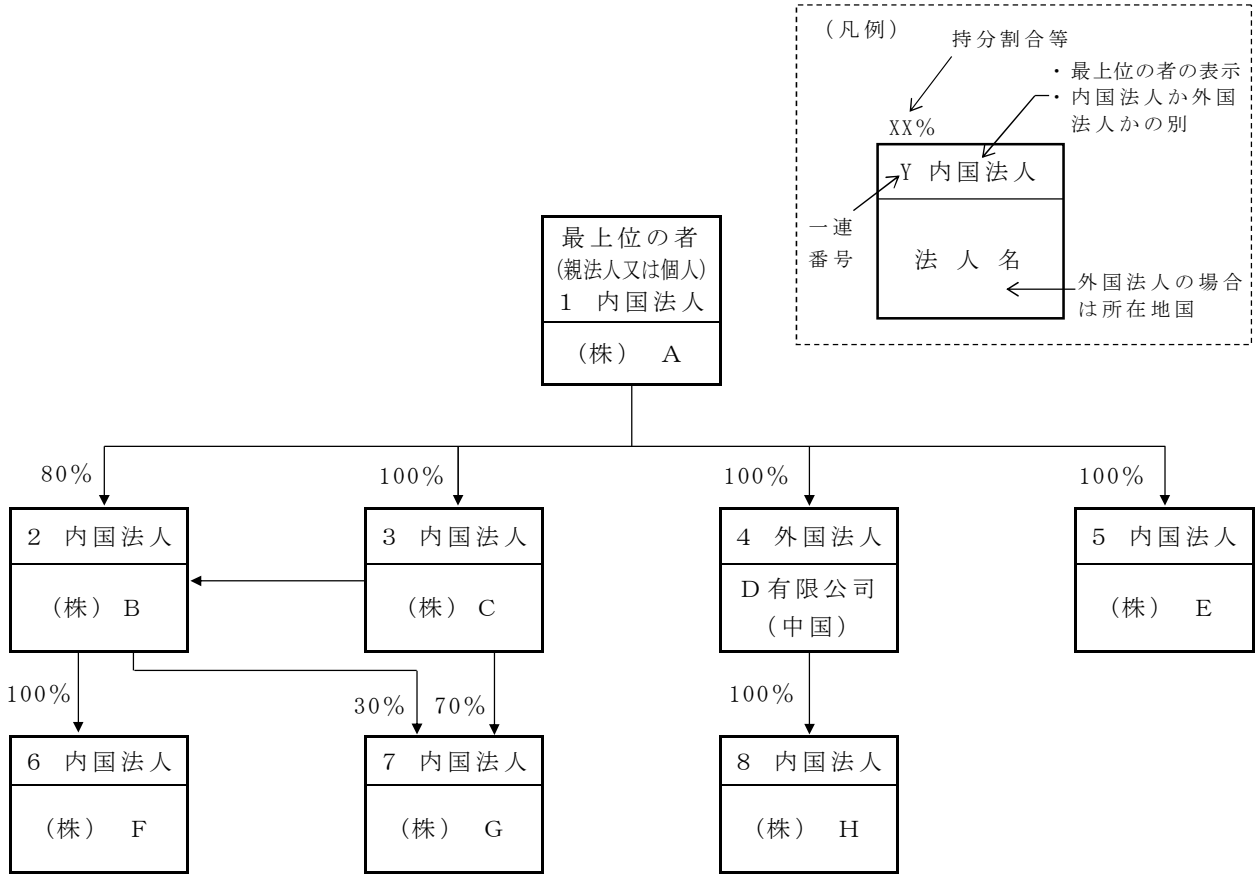 （凡例）
持分割合等
・最上位の者の表示
・内国法人か外国
法人かの別
XX％
Y 内国法人
一連
番号
法 人 名
外国法人の場合
は所在地国
最上位の者
（親法人又は個人）
1 内国法人
（株） A
80％
100％
100％
100％
2 内国法人
3 内国法人
4 外国法人
5 内国法人
（株） B
（株） C
D有限公司
（中国）
（株） E
100％
30％
70％
100％
6 内国法人
7 内国法人
8 内国法人
（株） F
（株） G
（株） H